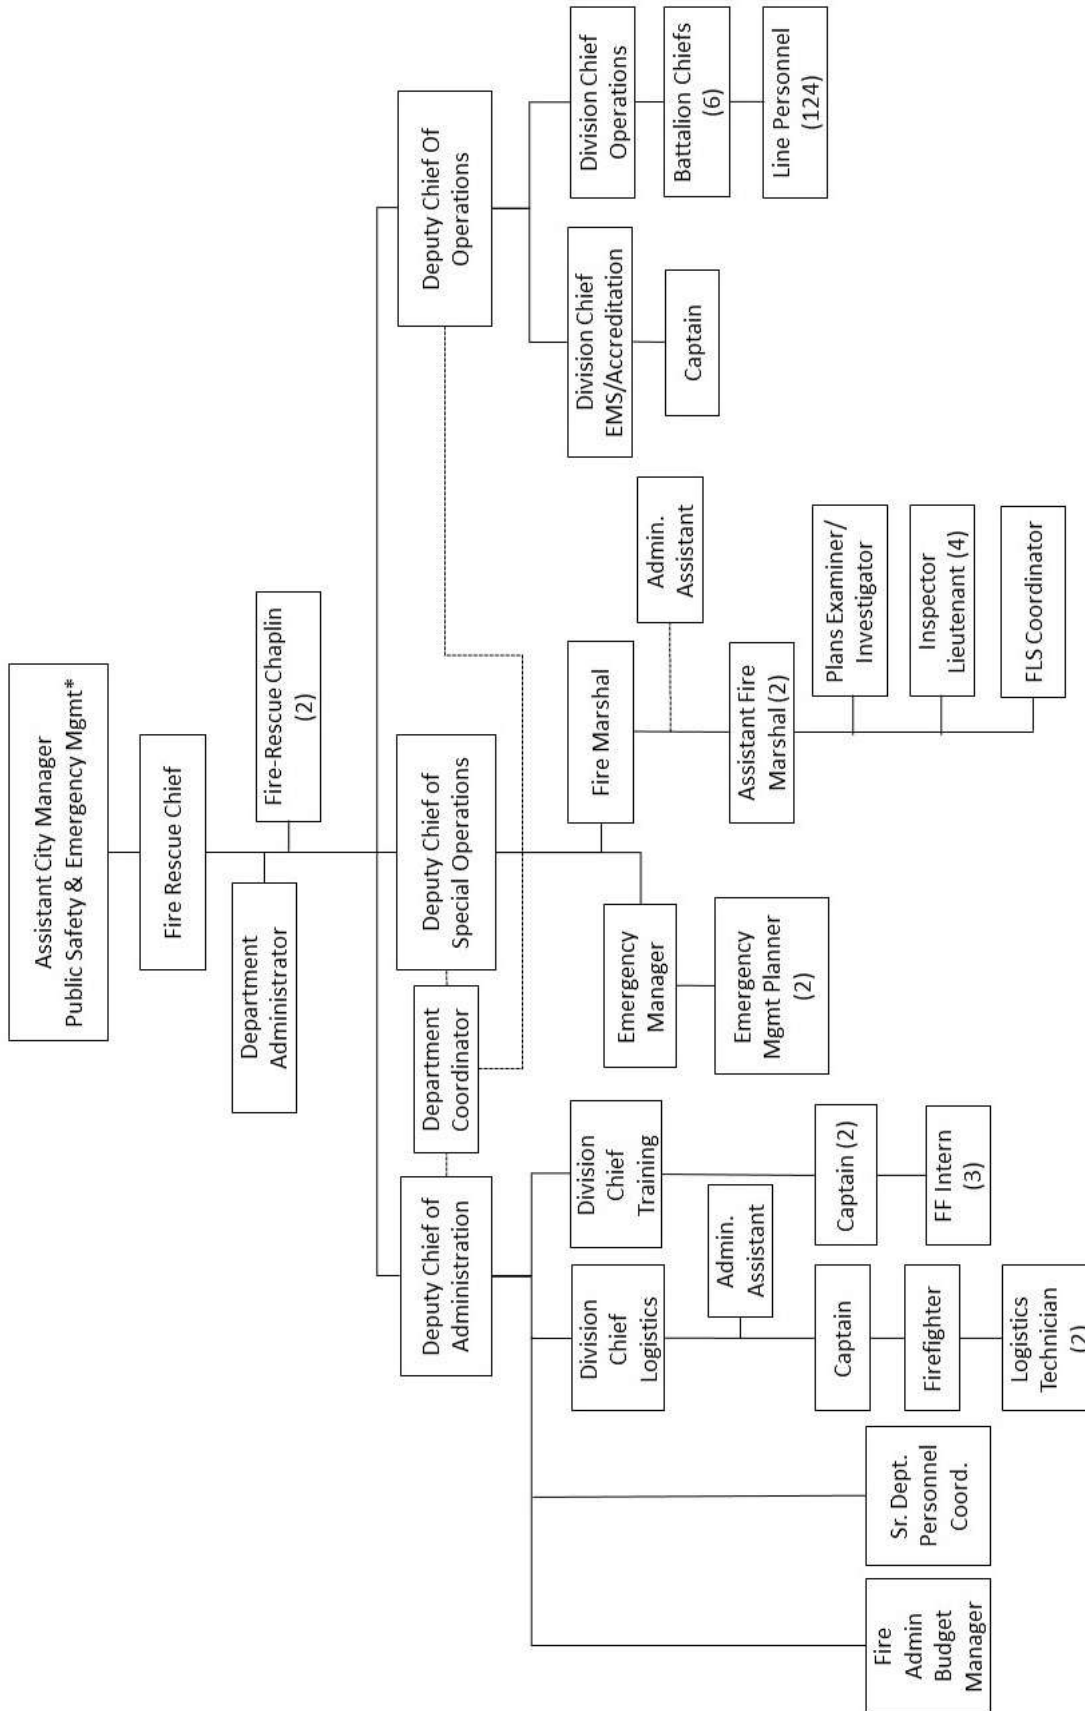 Assistant City Manager
Public Safety & Emergency Mgmt*
Fire Rescue Chief
Department
Administrator
Fire-Rescue Chaplin
(2)
Deputy Chief of
Administration
Department
Coordinator
Deputy Chief of
Special Operations
Deputy Chief Of
Operations
Fire
Admin
Budget
Manager
Sr. Dept.
Personnel
Coord.
Division
Chief
Logistics
Admin.
Assistant
Captain
Firefighter
Logistics
Technician
(2)
Division
Chief
Training
Captain (2)
FF Intern
(3)
Emergency
Manager
Emergency
Mgmt Planner
(2)
Fire Marshal
Admin.
Assistant
Assistant Fire
Marshal (2)
Plans Examiner/
Investigator
Inspector
Lieutenant (4)
FLS Coordinator
Division Chief
EMS/Accreditation
Captain
Division Chief
Operations
Battalion Chiefs
(6)
Line Personnel
(124)